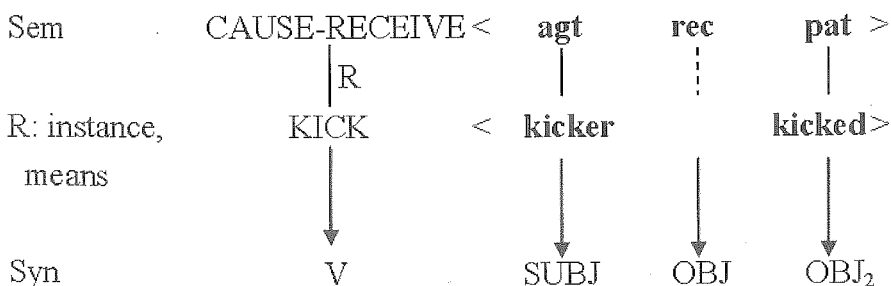 Sem CAUSE-RECEIVE < agt rec pat >
R
R: instance, KICK < kicker kicked>
means
Syn V SUBJ OBJ OBJ₂